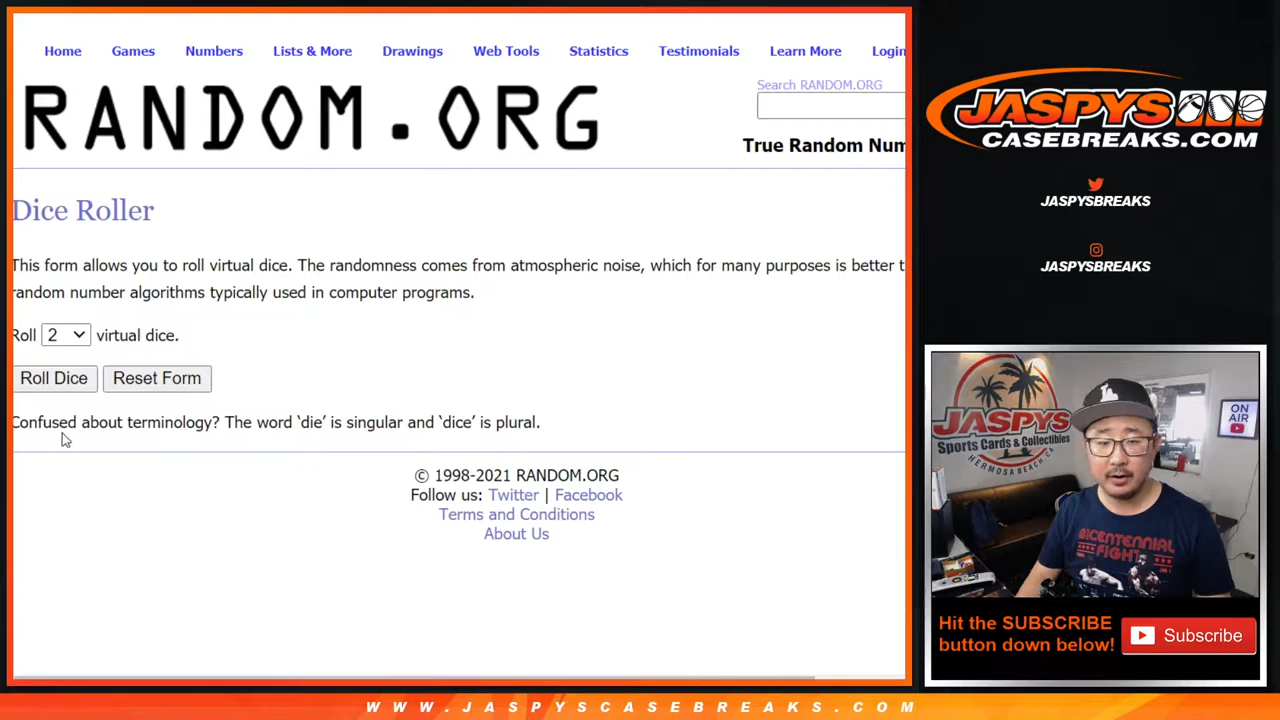 Home Games Numbers Lists & More Drawings Web Tools Statistics Testimonials Learn More Login
RANDOM.ORG
Search RANDOM.ORG
True Random Num
Dice Roller
This form allows you to roll virtual dice. The randomness comes from atmospheric noise, which for many purposes is better t
random number algorithms typically used in computer programs.
Roll 2 virtual dice.
Roll Dice Reset Form
Confused about terminology? The word ‘die’ is singular and ‘dice’ is plural.
© 1998-2021 RANDOM.ORG
Follow us: Twitter | Facebook
Terms and Conditions
About Us
JASPYS
CASEBREAKS.COM
JASPYSBREAKS
JASPYSBREAKS
JASPYS
Sports Cards & Collectibles
HERMOSA BEACH, CA
ON AIR
LA
BICENTENNIAL
FIGHT
Hit the SUBSCRIBE
button down below!
Subscribe
WWW.JASPYSCASEBREAKS.COM